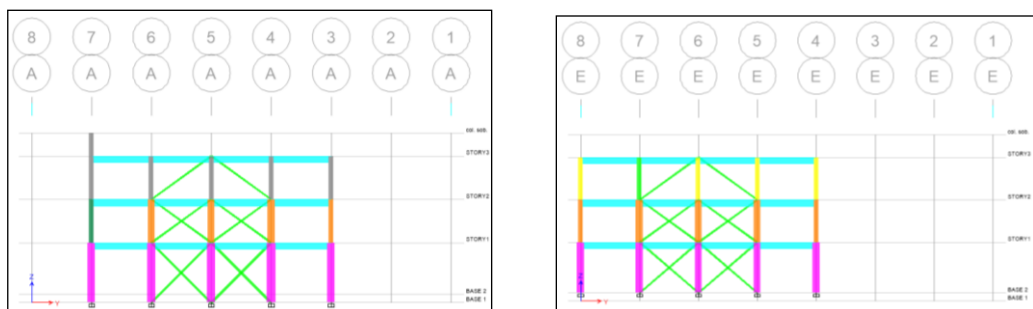 8 7 6 5 4 3 2 1
A A A A A A A A
STORY3
STORY2
STORY1
BASE 2
BASE 1
Z
Y
8 7 6 5 4 3 2 1
E E E E E E E E
STORY3
STORY2
STORY1
BASE 2
BASE 1
Z
Y